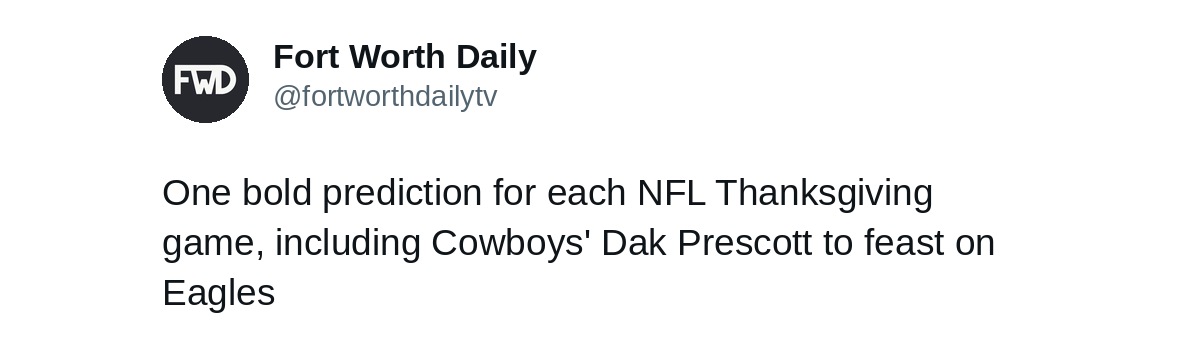 FWD
Fort Worth Daily
@fortworthdailytv
One bold prediction for each NFL Thanksgiving
game, including Cowboys' Dak Prescott to feast on
Eagles